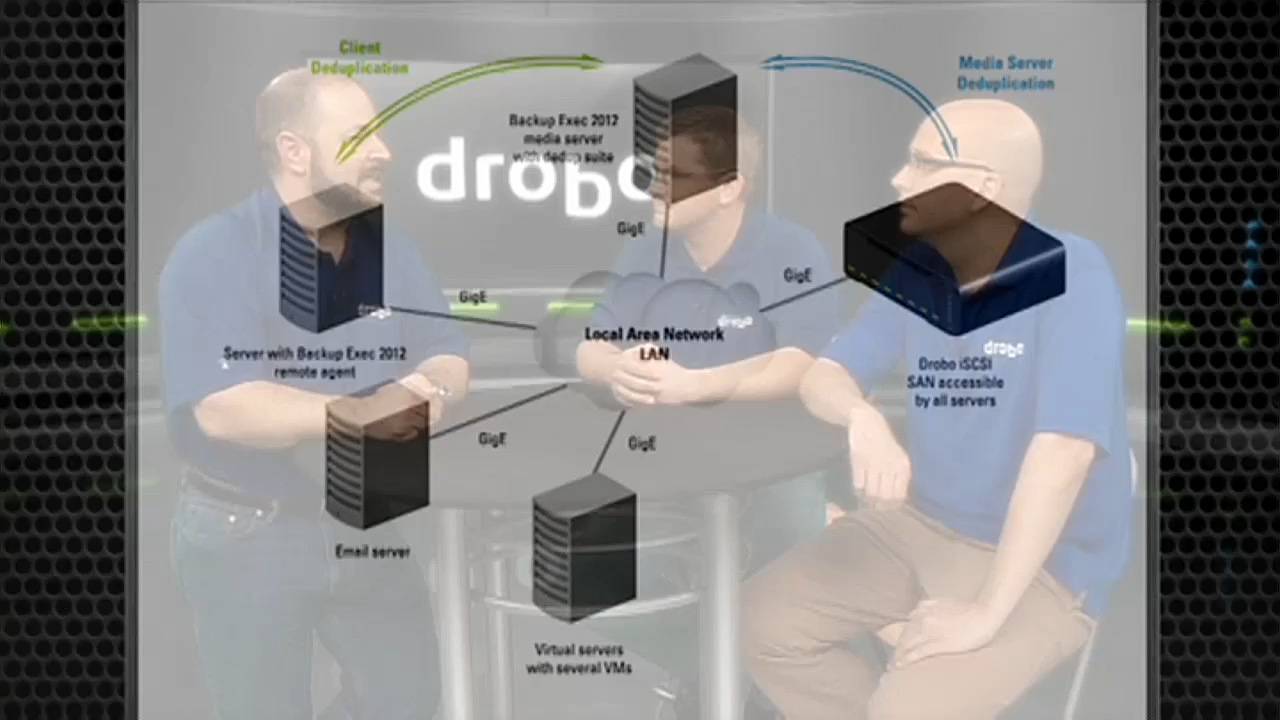 Client
Deduplication
Media Server
Deduplication
Backup Exec 2012
media server
with dedup suite
drobo
GigE
GigE
GigE
drobo
drobo
Local Area Network
LAN
Server with Backup Exec 2012
remote agent
drobo
Drobo iSCSI
SAN accessible
by all servers
GigE
GigE
Email server
Virtual servers
with several VMs